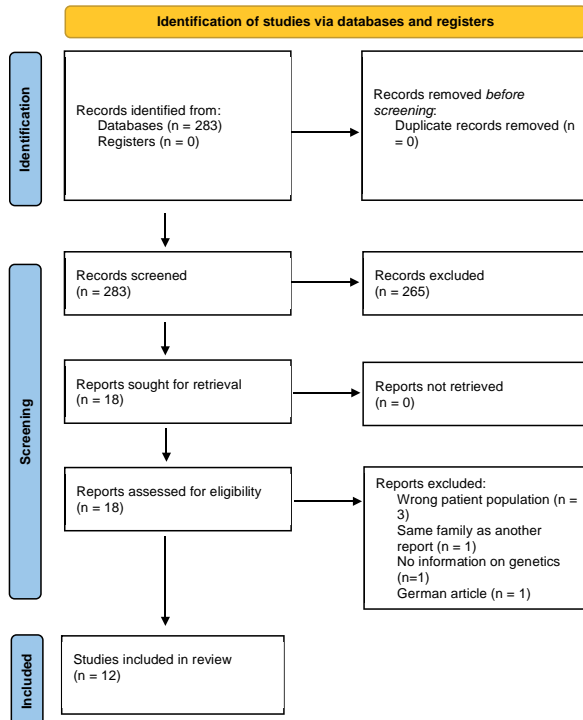 Identification of studies via databases and registers
Identification
Records identified from:
Databases (n = 283)
Registers (n = 0)
Records removed before
screening:
Duplicate records removed (n
= 0)
Screening
Records screened
(n = 283)
Records excluded
(n = 265)
Reports sought for retrieval
(n = 18)
Reports not retrieved
(n = 0)
Reports assessed for eligibility
(n = 18)
Reports excluded:
Wrong patient population (n =
3)
Same family as another
report (n = 1)
No information on genetics
(n=1)
German article (n = 1)
Included
Studies included in review
(n = 12)